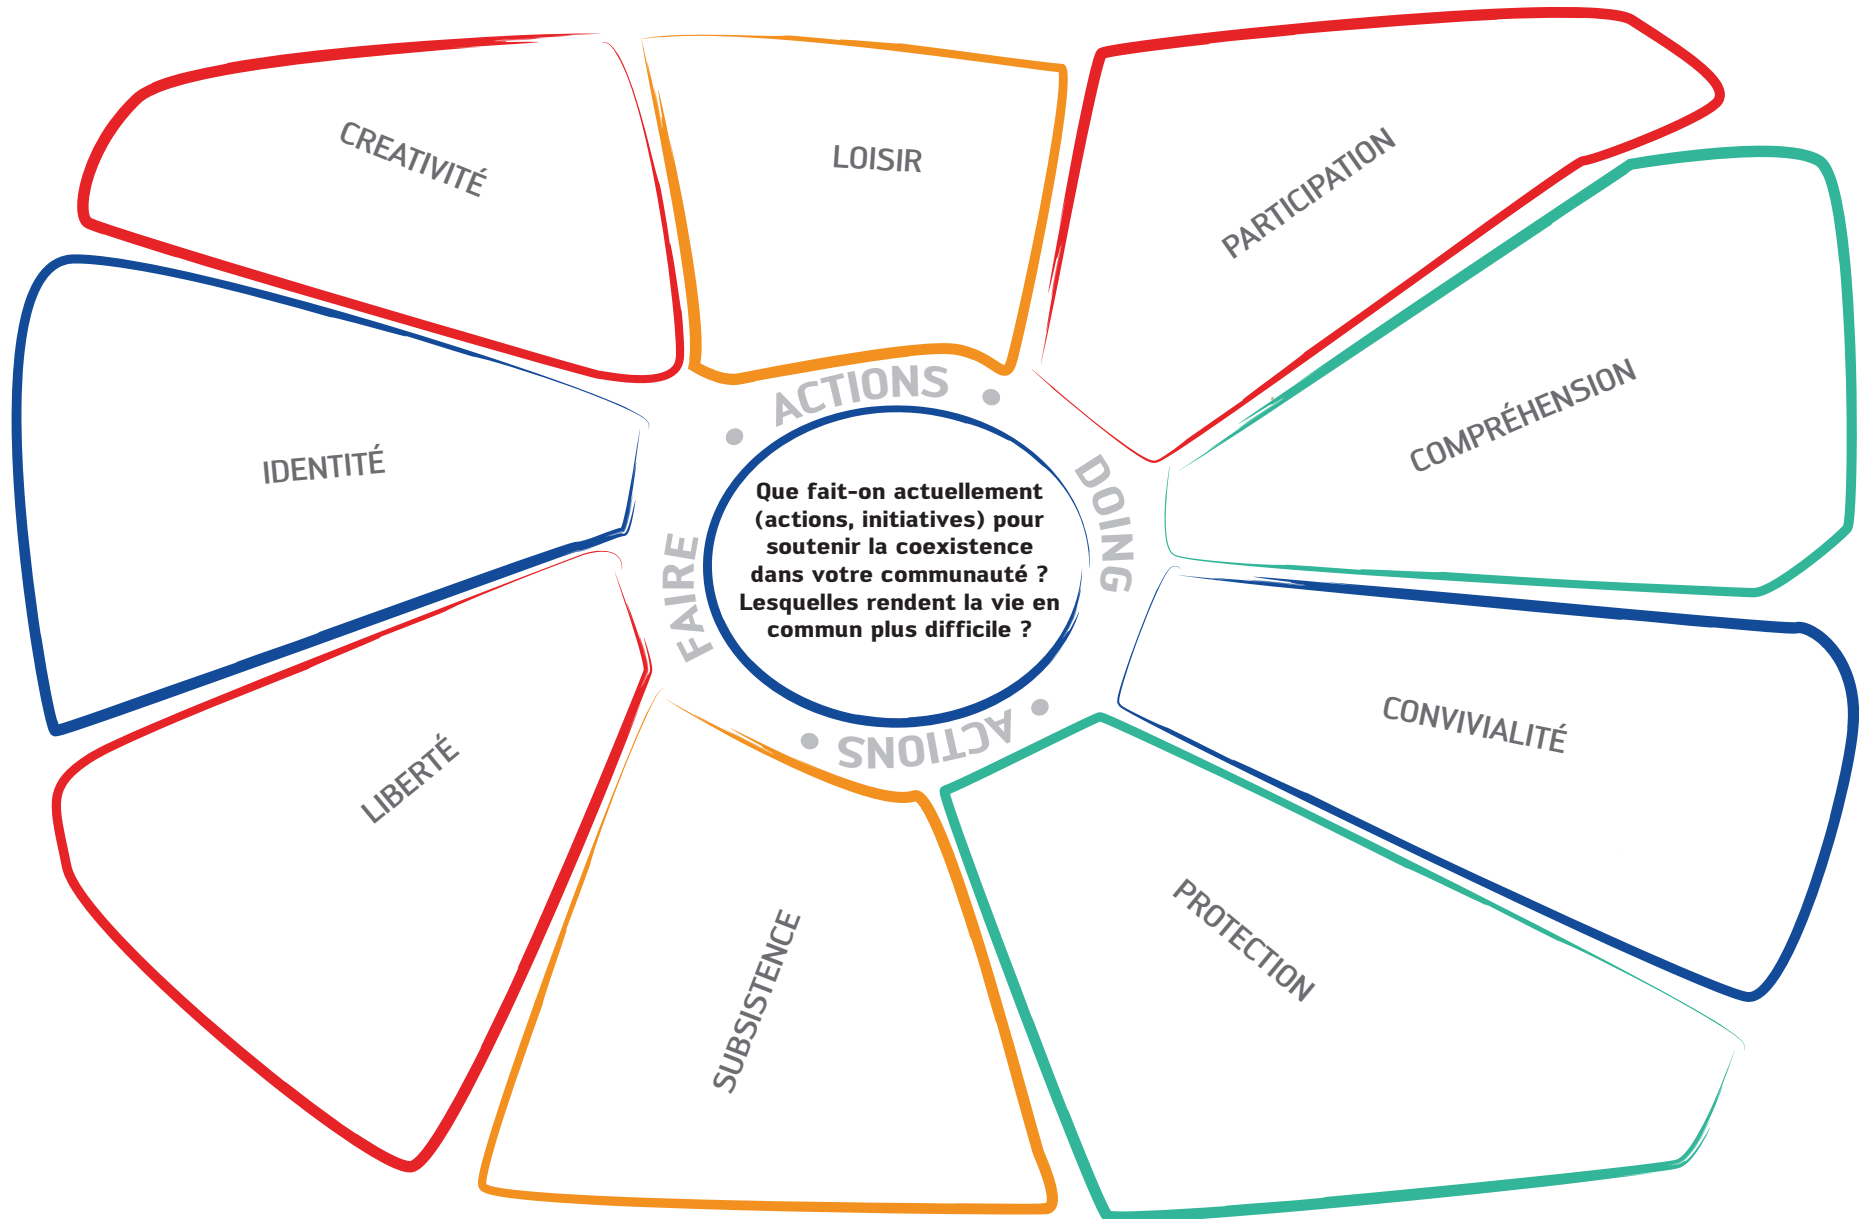 CREATIVITÉ
LOISIR
PARTICIPATION
COMPRÉHENSION
IDENTITÉ
• ACTIONS •
DOING
FAIRE
Que fait-on actuellement
(actions, initiatives) pour
soutenir la coexistence
dans votre communauté ?
Lesquelles rendent la vie en
commun plus difficile ?
• ACTIONS •
CONVIVIALITÉ
LIBERTÉ
PROTECTION
SUBSISTENCE